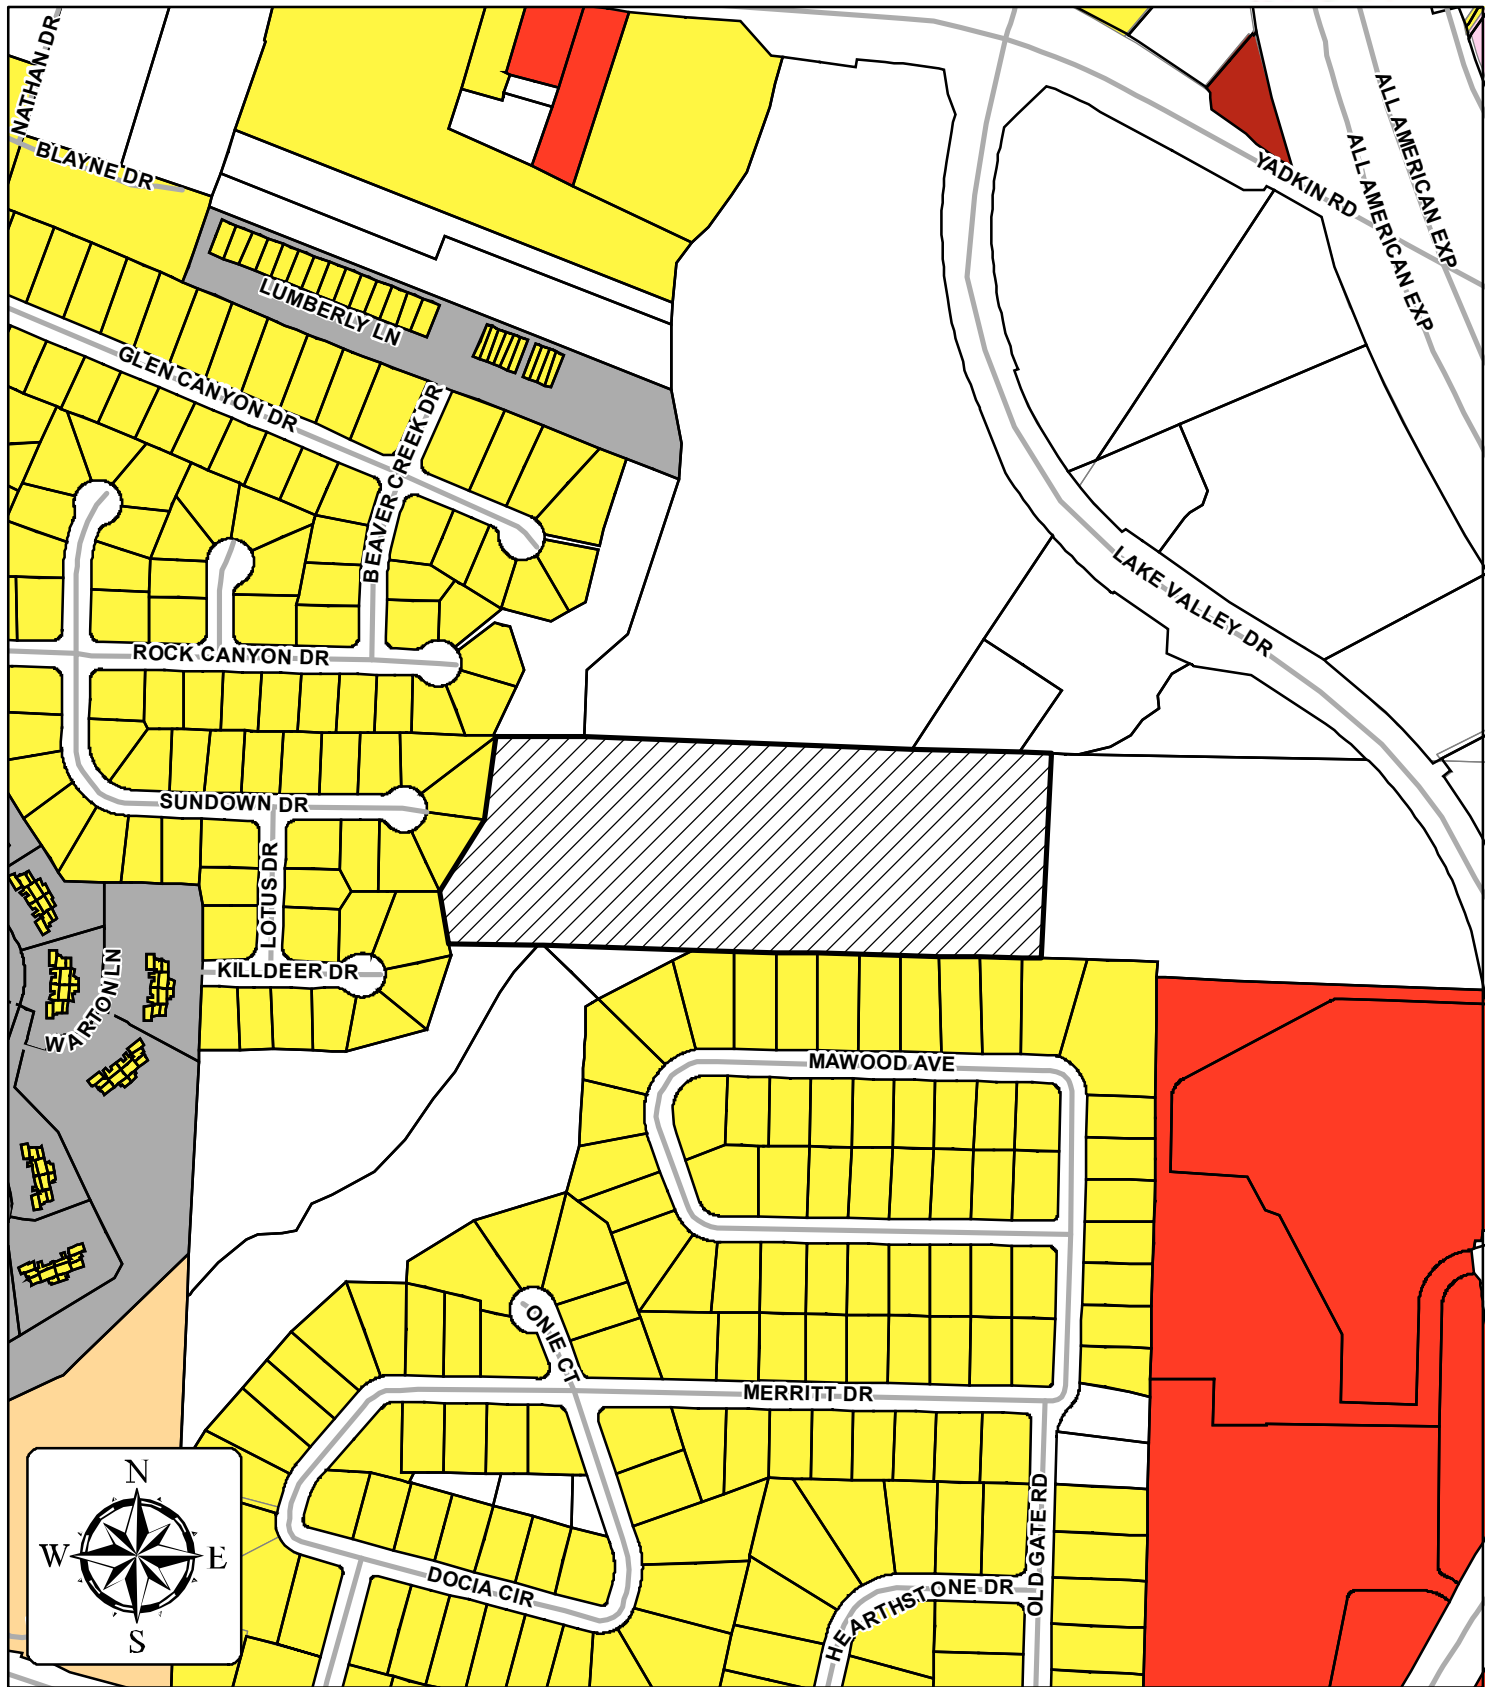 NATHAN DR
BLAYNE DR
ALL AMERICAN EXP
ALL AMERICAN EXP
YADKIN RD
LUMBERLY LN
GLEN CANYON DR
BEAVER CREEK DR
LAKE VALLEY DR
ROCK CANYON DR
SUNDOWN DR
LOTUS DR
KILLDEER DR
WARTON LN
MAWOOD AVE
ONIE CT
MERRITT DR
OLD GATE RD
DOCIA CIR
HEARTHSTONE DR
N
W E
S